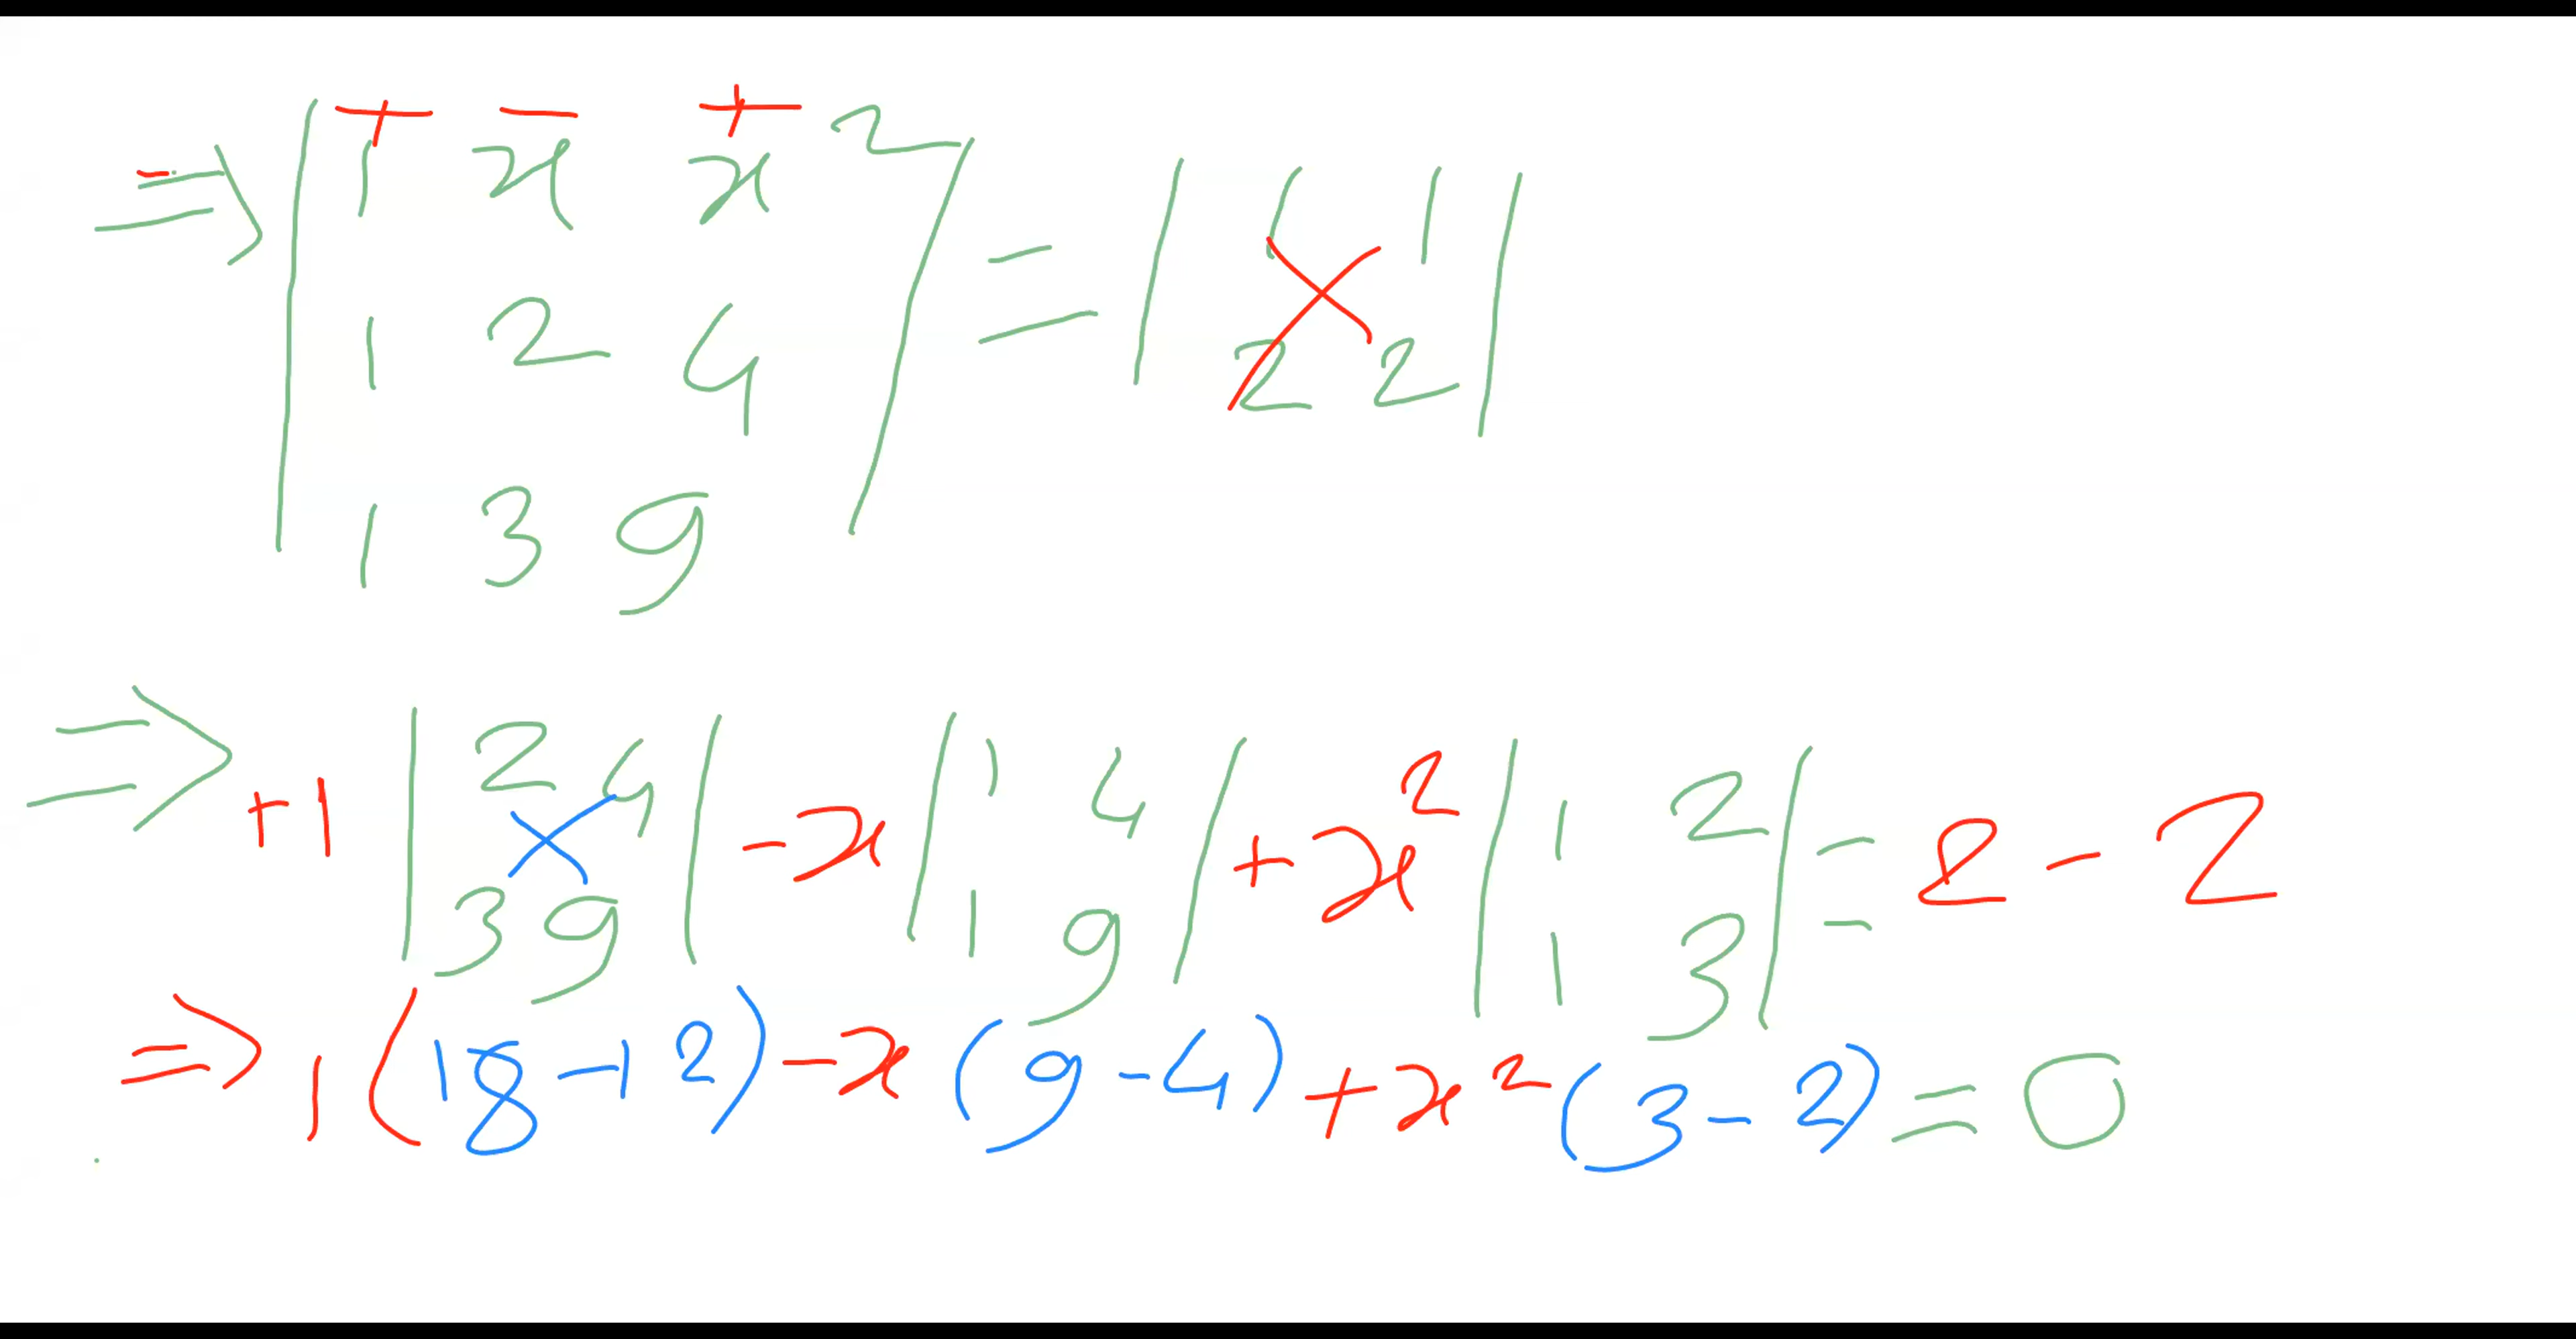 + - +
⇒ | 1 x x² | = | 1 1 |
| 1 2 4 | | 2 2 |
| 1 3 9 |
⇒ +1 | 2 4 | -x | 1 4 | +x² | 1 2 | = 2 - 2
| 3 9 | | 1 9 | | 1 3 |
⇒ 1 (18-12) -x (9-4) +x² (3-2) = 0